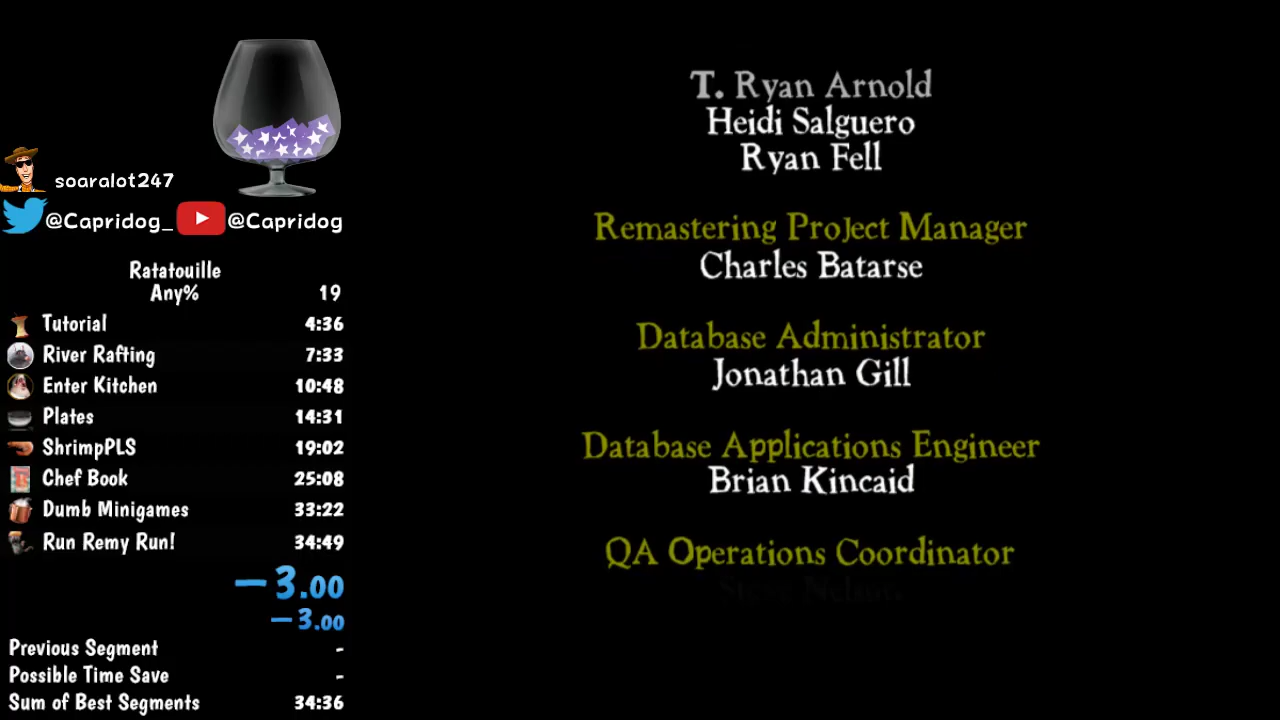 soaralot247
@Capridog_ @Capridog
Ratatouille
Any% 19
Tutorial 4:36
River Rafting 7:33
Enter Kitchen 10:48
Plates 14:31
ShrimpPLS 19:02
Chef Book 25:08
Dumb Minigames 33:22
Run Remy Run! 34:49
−3.00
−3.00
Previous Segment -
Possible Time Save -
Sum of Best Segments 34:36
T. Ryan Arnold
Heidi Salguero
Ryan Fell
Remastering Project Manager
Charles Batarse
Database Administrator
Jonathan Gill
Database Applications Engineer
Brian Kincaid
QA Operations Coordinator